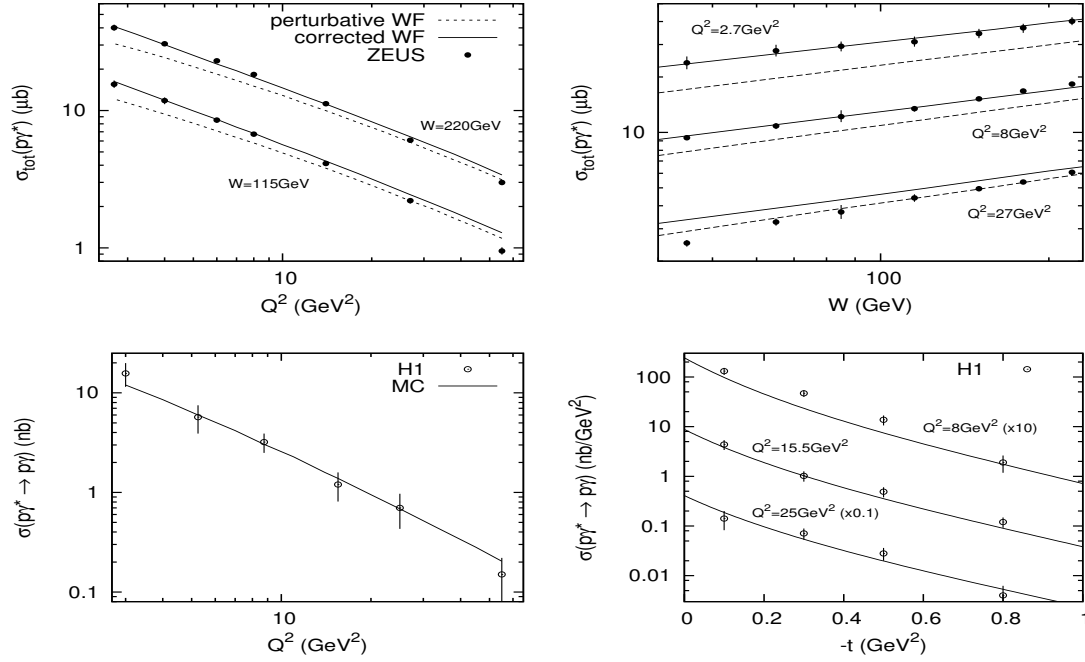 perturbative WF
corrected WF
ZEUS
W=220GeV
W=115GeV
10
1
10
σtot(pγ*) (μb)
Q² (GeV²)
Q²=2.7GeV²
Q²=8GeV²
Q²=27GeV²
10
100
σtot(pγ*) (μb)
W (GeV)
H1
MC
10
1
0.1
10
σ(pγ* → pγ) (nb)
Q² (GeV²)
H1
Q²=8GeV² (x10)
Q²=15.5GeV²
Q²=25GeV² (x0.1)
100
10
1
0.1
0.01
0 0.2 0.4 0.6 0.8 1
σ(pγ* → pγ) (nb/GeV²)
-t (GeV²)